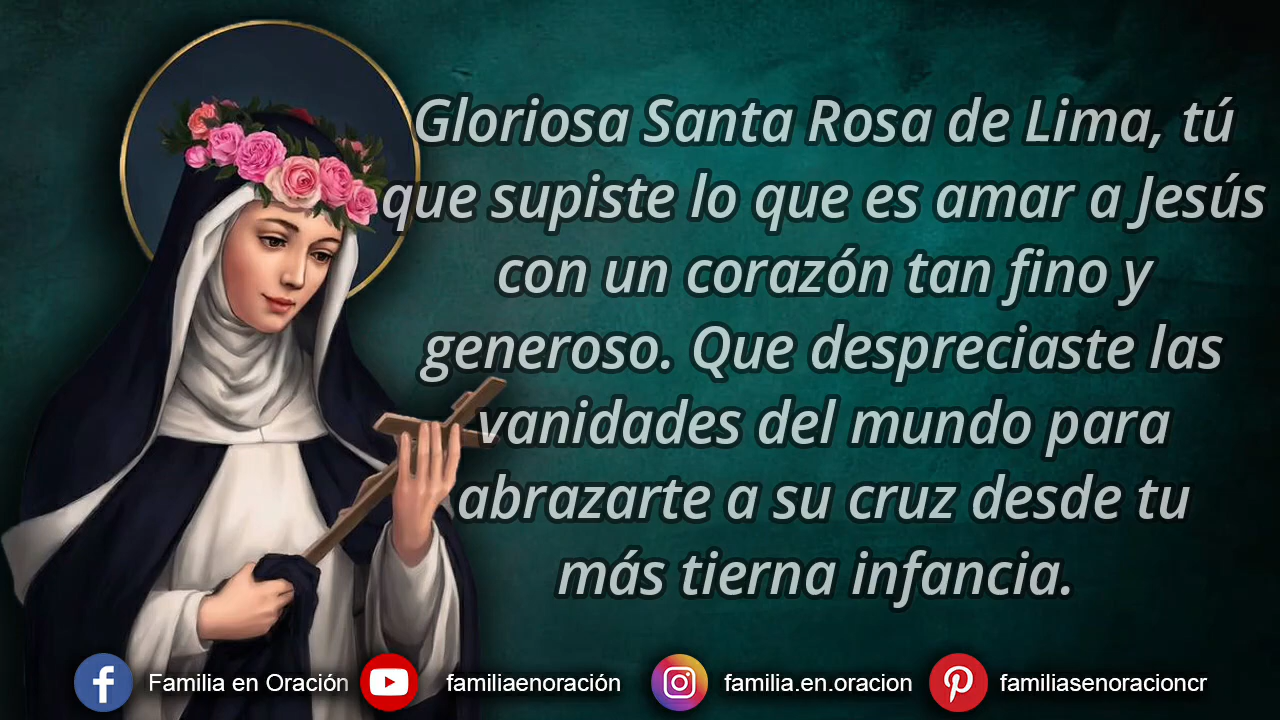 Gloriosa Santa Rosa de Lima, tú
que supiste lo que es amar a Jesús
con un corazón tan fino y
generoso. Que despreciaste las
vanidades del mundo para
abrazarte a su cruz desde tu
más tierna infancia.
Familia en Oración
familiaenoración
familia.en.oracion
familiasenoracioncr